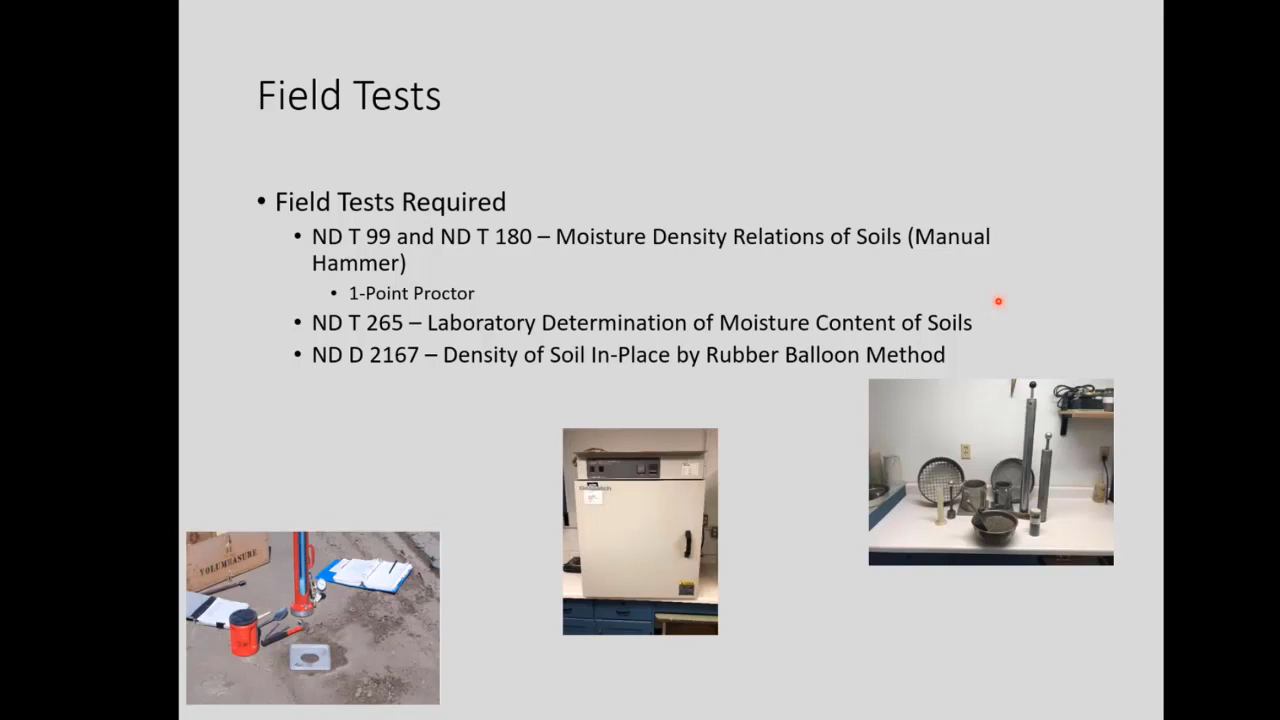 Field Tests
• Field Tests Required
• ND T 99 and ND T 180 – Moisture Density Relations of Soils (Manual
Hammer)
• 1-Point Proctor
• ND T 265 – Laboratory Determination of Moisture Content of Soils
• ND D 2167 – Density of Soil In-Place by Rubber Balloon Method
VOLUMEASURE